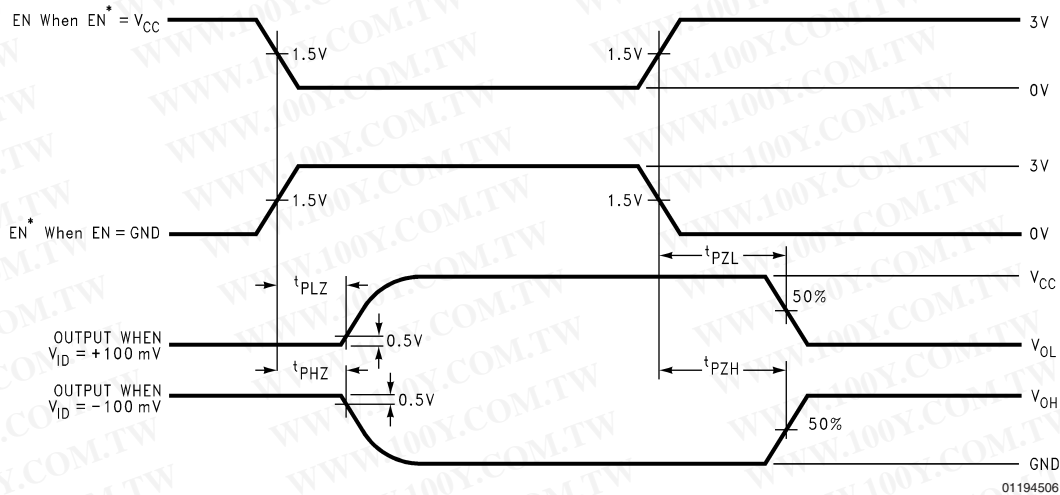 EN When EN* = VCC
1.5V
1.5V
3V
0V
EN* When EN = GND
1.5V
1.5V
3V
0V
tPLZ
tPZL
VCC
50%
0.5V
OUTPUT WHEN
VID = +100 mV
VOL
tPHZ
tPZH
OUTPUT WHEN
VID = −100 mV
0.5V
VOH
50%
GND
01194506
WWW.100Y.COM.TW